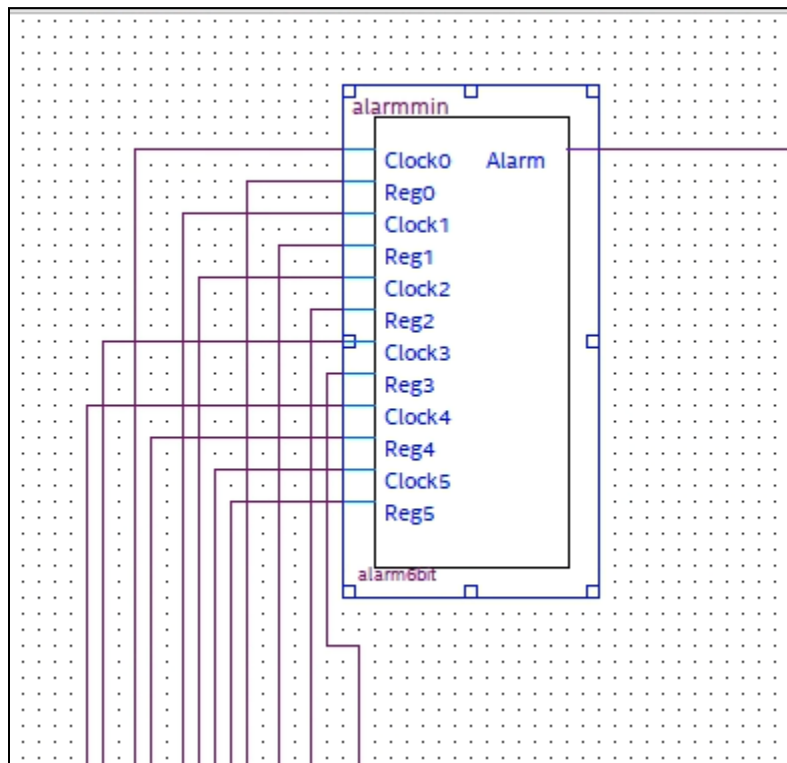 alarmmin
Clock0 Alarm
Reg0
Clock1
Reg1
Clock2
Reg2
Clock3
Reg3
Clock4
Reg4
Clock5
Reg5
alarm6bit